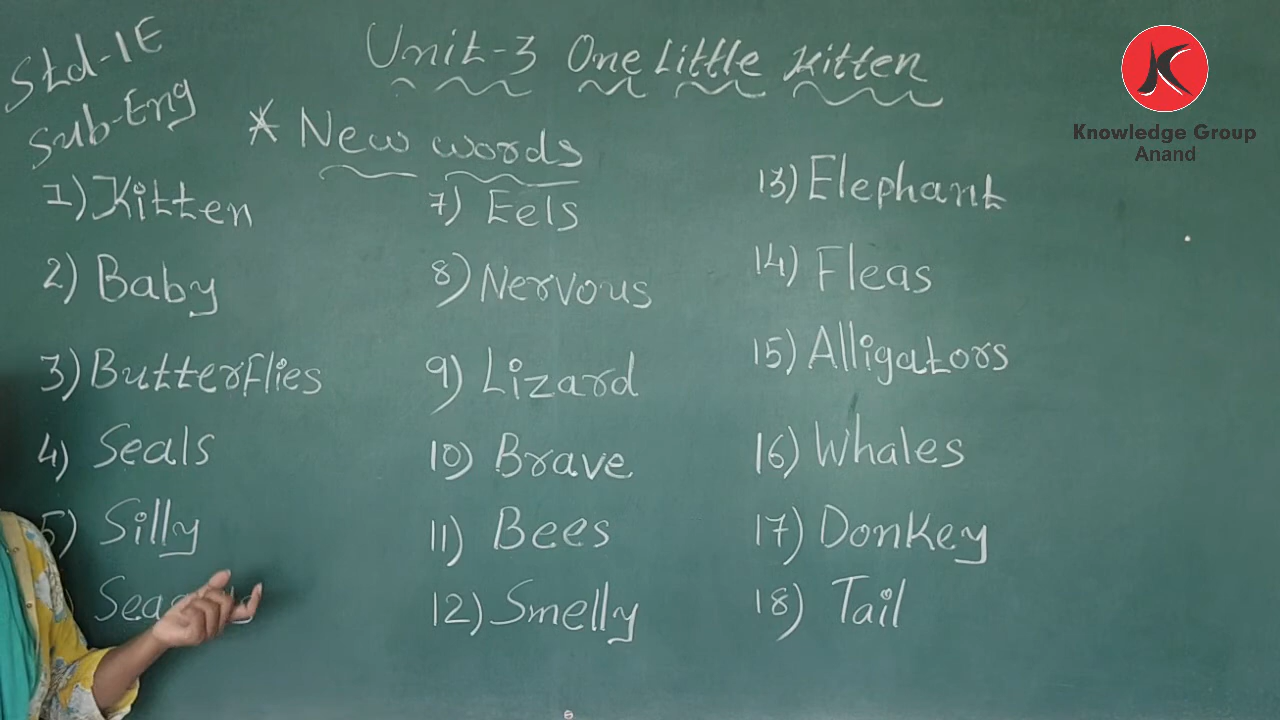 Std-1E
Sub-Eng
Unit-3 One Little Kitten
* New words
1) Kitten
2) Baby
3) Butterflies
4) Seals
5) Silly
7) Eels
8) Nervous
9) Lizard
10) Brave
11) Bees
12) Smelly
13) Elephant
14) Fleas
15) Alligators
16) Whales
17) Donkey
18) Tail
K
Knowledge Group
Anand